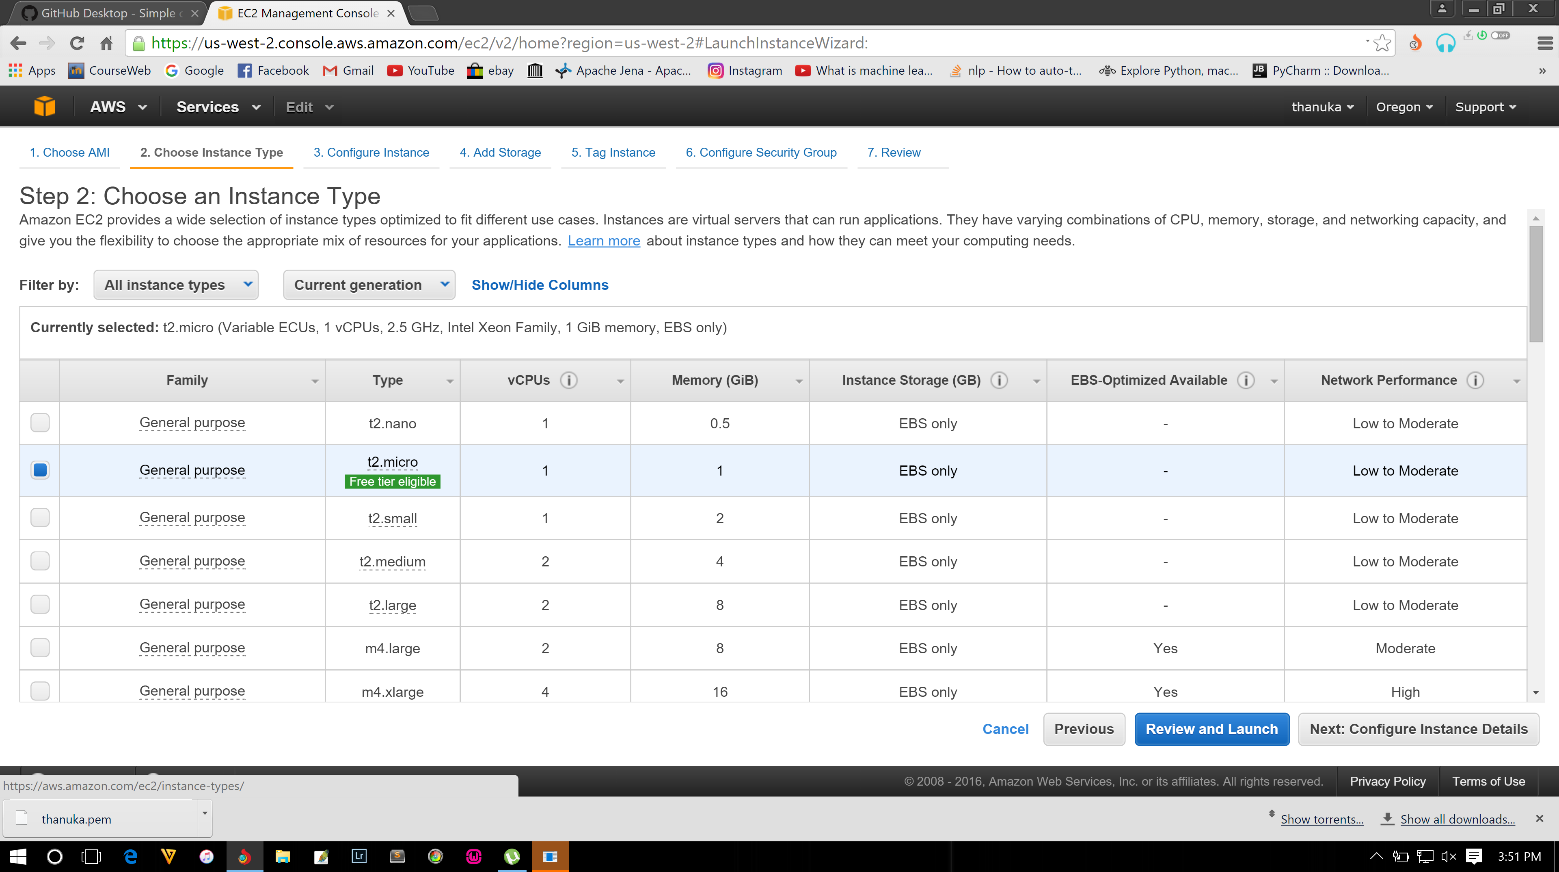 GitHub Desktop - Simple
EC2 Management Console
https://us-west-2.console.aws.amazon.com/ec2/v2/home?region=us-west-2#LaunchInstanceWizard:
Apps CourseWeb Google Facebook Gmail YouTube ebay Apache Jena - Apac... Instagram What is machine lea... nlp - How to auto-t... Explore Python, mac... PyCharm :: Downloa... »
AWS Services Edit thanuka Oregon Support
1. Choose AMI 2. Choose Instance Type 3. Configure Instance 4. Add Storage 5. Tag Instance 6. Configure Security Group 7. Review
Step 2: Choose an Instance Type
Amazon EC2 provides a wide selection of instance types optimized to fit different use cases. Instances are virtual servers that can run applications. They have varying combinations of CPU, memory, storage, and networking capacity, and
give you the flexibility to choose the appropriate mix of resources for your applications. Learn more about instance types and how they can meet your computing needs.
Filter by: All instance types Current generation Show/Hide Columns
Currently selected: t2.micro (Variable ECUs, 1 vCPUs, 2.5 GHz, Intel Xeon Family, 1 GiB memory, EBS only)
Family Type vCPUs Memory (GiB) Instance Storage (GB) EBS-Optimized Available Network Performance
General purpose t2.nano 1 0.5 EBS only - Low to Moderate
General purpose t2.micro 1 1 EBS only - Low to Moderate
Free tier eligible
General purpose t2.small 1 2 EBS only - Low to Moderate
General purpose t2.medium 2 4 EBS only - Low to Moderate
General purpose t2.large 2 8 EBS only - Low to Moderate
General purpose m4.large 2 8 EBS only Yes Moderate
General purpose m4.xlarge 4 16 EBS only Yes High
Cancel Previous Review and Launch Next: Configure Instance Details
© 2008 - 2016, Amazon Web Services, Inc. or its affiliates. All rights reserved. Privacy Policy Terms of Use
https://aws.amazon.com/ec2/instance-types/
thanuka.pem Show torrents... Show all downloads...
Lr 3:51 PM